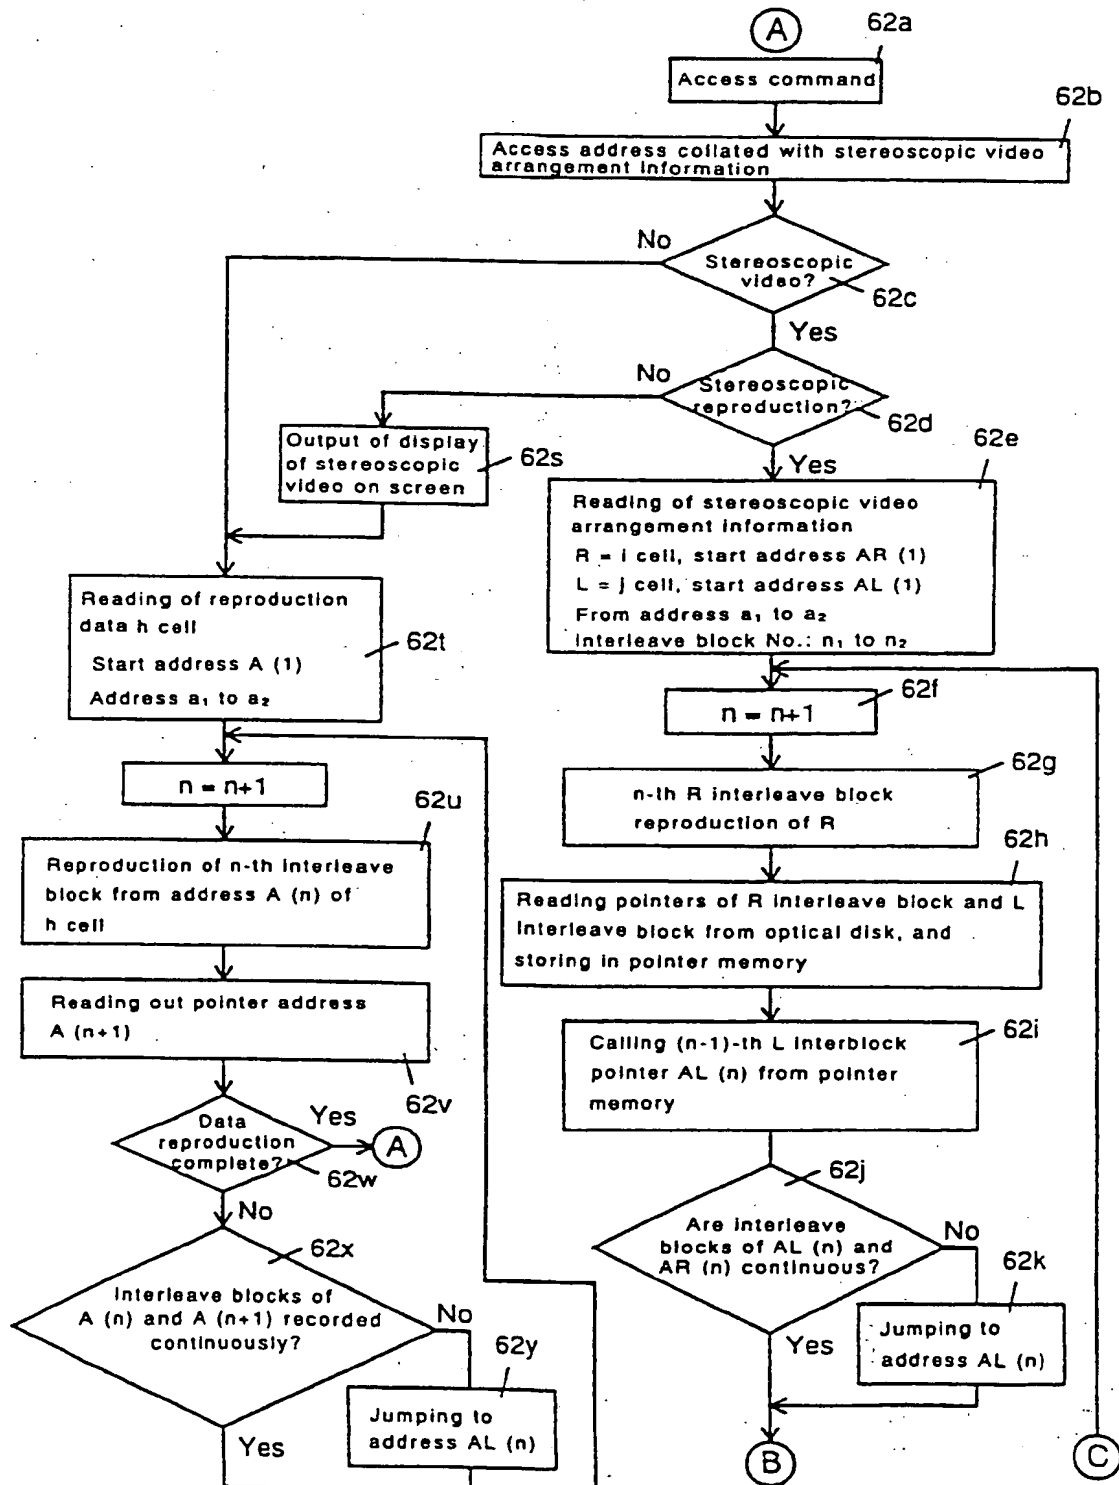 A
62a
Access command
62b
Access address collated with stereoscopic video
arrangement information
No
Stereoscopic
video?
62c
Yes
No
Stereoscopic
reproduction?
62d
Output of display
of stereoscopic
video on screen
62s
Yes
62e
Reading of stereoscopic video
arrangement information
R = i cell, start address AR (1)
L = j cell, start address AL (1)
From address a₁ to a₂
Interleave block No.: n₁ to n₂
Reading of reproduction
data h cell
Start address A (1)
Address a₁ to a₂
62t
62f
n = n+1
n = n+1
62g
n-th R interleave block
reproduction of R
62u
Reproduction of n-th interleave
block from address A (n) of
h cell
62h
Reading pointers of R interleave block and L
interleave block from optical disk, and
storing in pointer memory
Reading out pointer address
A (n+1)
62v
62i
Calling (n-1)-th L interblock
pointer AL (n) from pointer
memory
Data
reproduction
complete?
62w
Yes
A
No
62j
Are interleave
blocks of AL (n) and
AR (n) continuous?
No
62k
Jumping to
address AL (n)
Yes
62x
Interleave blocks of
A (n) and A (n+1) recorded
continuously?
No
62y
Jumping to
address AL (n)
Yes
B
C